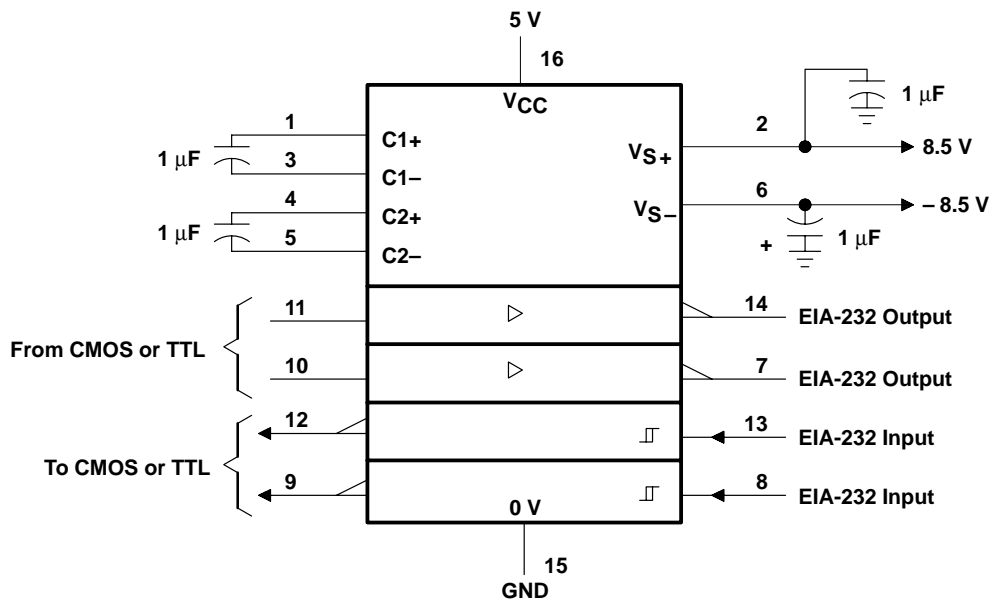 5 V
16
VCC
1 μF
1
C1+
2
VS+
8.5 V
1 μF
3
C1–
4
C2+
6
VS–
– 8.5 V
1 μF
5
C2–
+
1 μF
11
14
EIA-232 Output
From CMOS or TTL
10
7
EIA-232 Output
12
13
EIA-232 Input
To CMOS or TTL
9
8
EIA-232 Input
0 V
15
GND